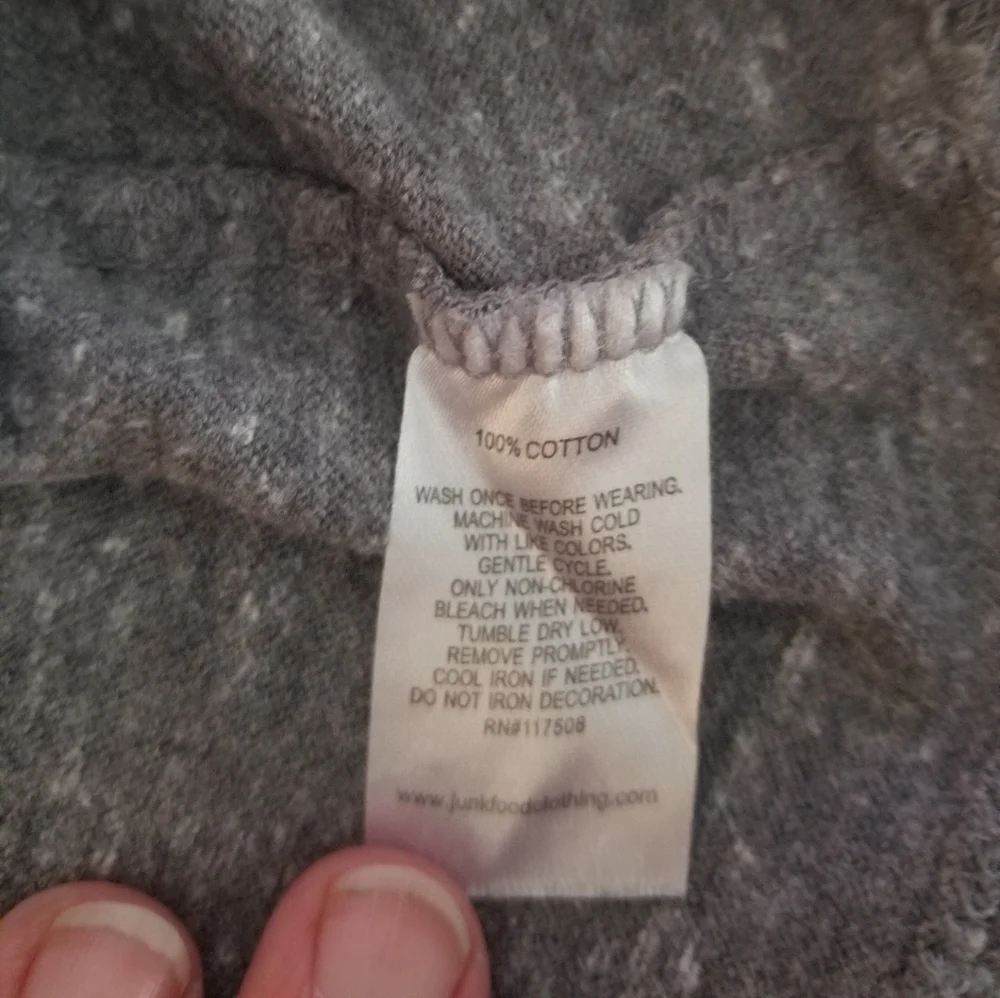 100% COTTON
WASH ONCE BEFORE WEARING.
MACHINE WASH COLD
WITH LIKE COLORS.
GENTLE CYCLE.
ONLY NON-CHLORINE
BLEACH WHEN NEEDED.
TUMBLE DRY LOW.
REMOVE PROMPTLY.
COOL IRON IF NEEDED.
DO NOT IRON DECORATION.
RN#117508
www.junkfoodclothing.com